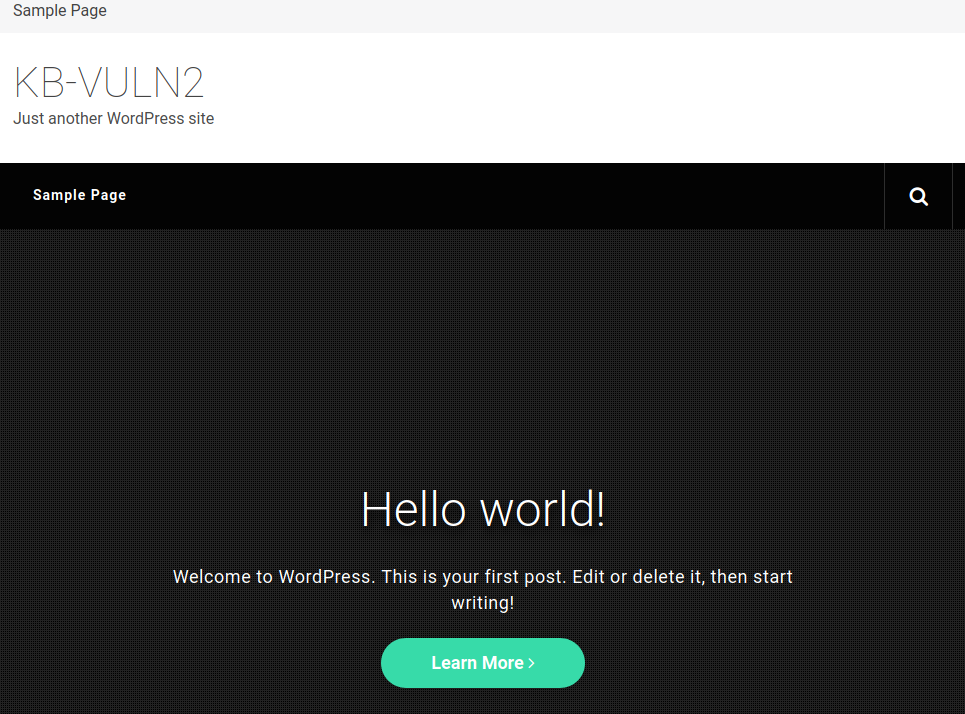 Sample Page
KB-VULN2
Just another WordPress site
Sample Page
Hello world!
Welcome to WordPress. This is your first post. Edit or delete it, then start
writing!
Learn More